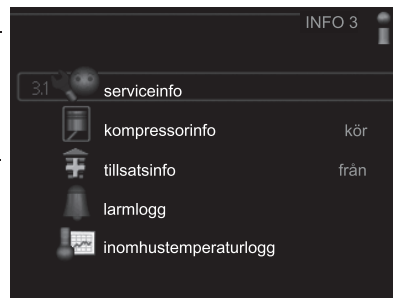 INFO 3
3.1 serviceinfo
kompressorinfo kör
tillsatsinfo från
larmlogg
inomhustemperaturlogg